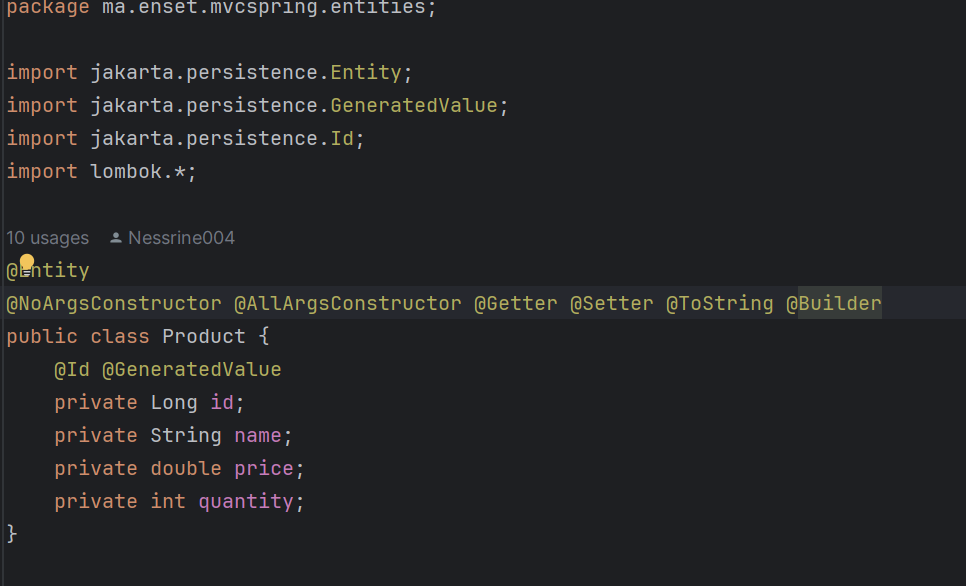 package ma.enset.mvcspring.entities;
import jakarta.persistence.Entity;
import jakarta.persistence.GeneratedValue;
import jakarta.persistence.Id;
import lombok.*;
10 usages Nessrine004
@Entity
@NoArgsConstructor @AllArgsConstructor @Getter @Setter @ToString @Builder
public class Product {
@Id @GeneratedValue
private Long id;
private String name;
private double price;
private int quantity;
}